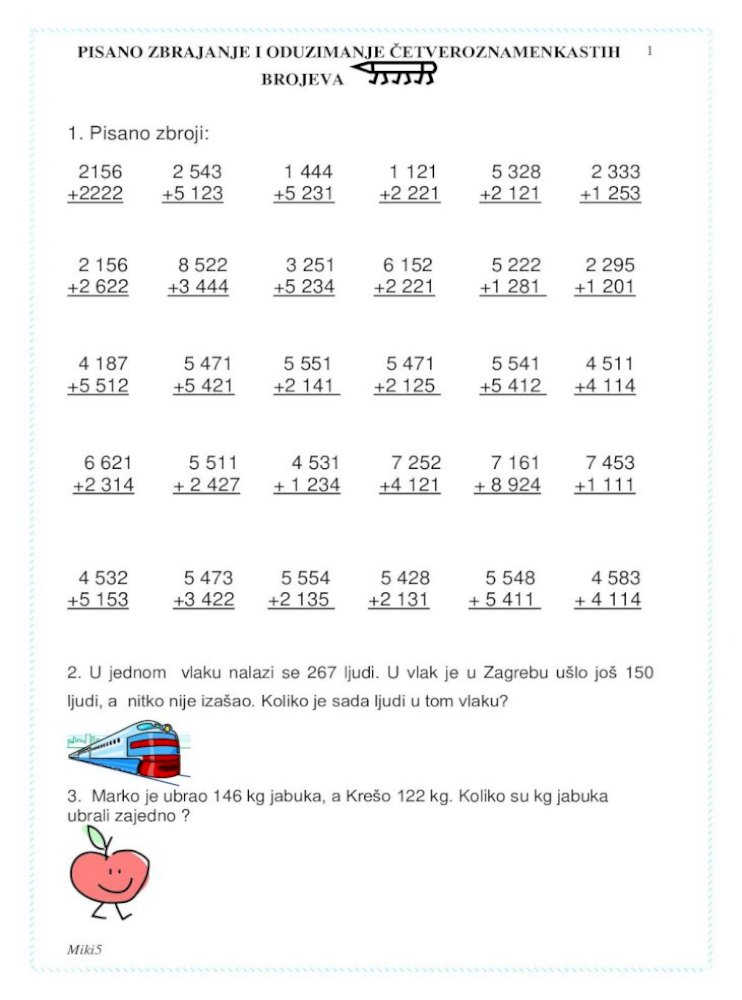 PISANO ZBRAJANJE I ODUZIMANJE ČETVEROZNAMENKASTIH 1
BROJEVA
1. Pisano zbroji:
2156 2 543 1 444 1 121 5 328 2 333
+2222 +5 123 +5 231 +2 221 +2 121 +1 253
2 156 8 522 3 251 6 152 5 222 2 295
+2 622 +3 444 +5 234 +2 221 +1 281 +1 201
4 187 5 471 5 551 5 471 5 541 4 511
+5 512 +5 421 +2 141 +2 125 +5 412 +4 114
6 621 5 511 4 531 7 252 7 161 7 453
+2 314 + 2 427 + 1 234 +4 121 + 8 924 +1 111
4 532 5 473 5 554 5 428 5 548 4 583
+5 153 +3 422 +2 135 +2 131 + 5 411 + 4 114
2. U jednom vlaku nalazi se 267 ljudi. U vlak je u Zagrebu ušlo još 150
ljudi, a nitko nije izašao. Koliko je sada ljudi u tom vlaku?
3. Marko je ubrao 146 kg jabuka, a Krešo 122 kg. Koliko su kg jabuka
ubrali zajedno ?
Miki5